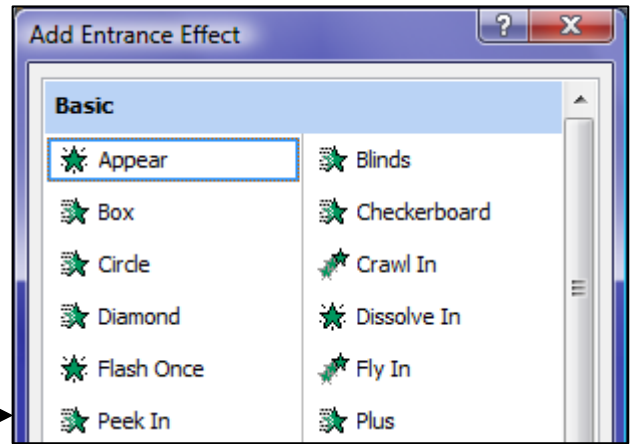 Add Entrance Effect ? X
Basic
Appear Blinds
Box Checkerboard
Circle Crawl In
Diamond Dissolve In
Flash Once Fly In
Peek In Plus